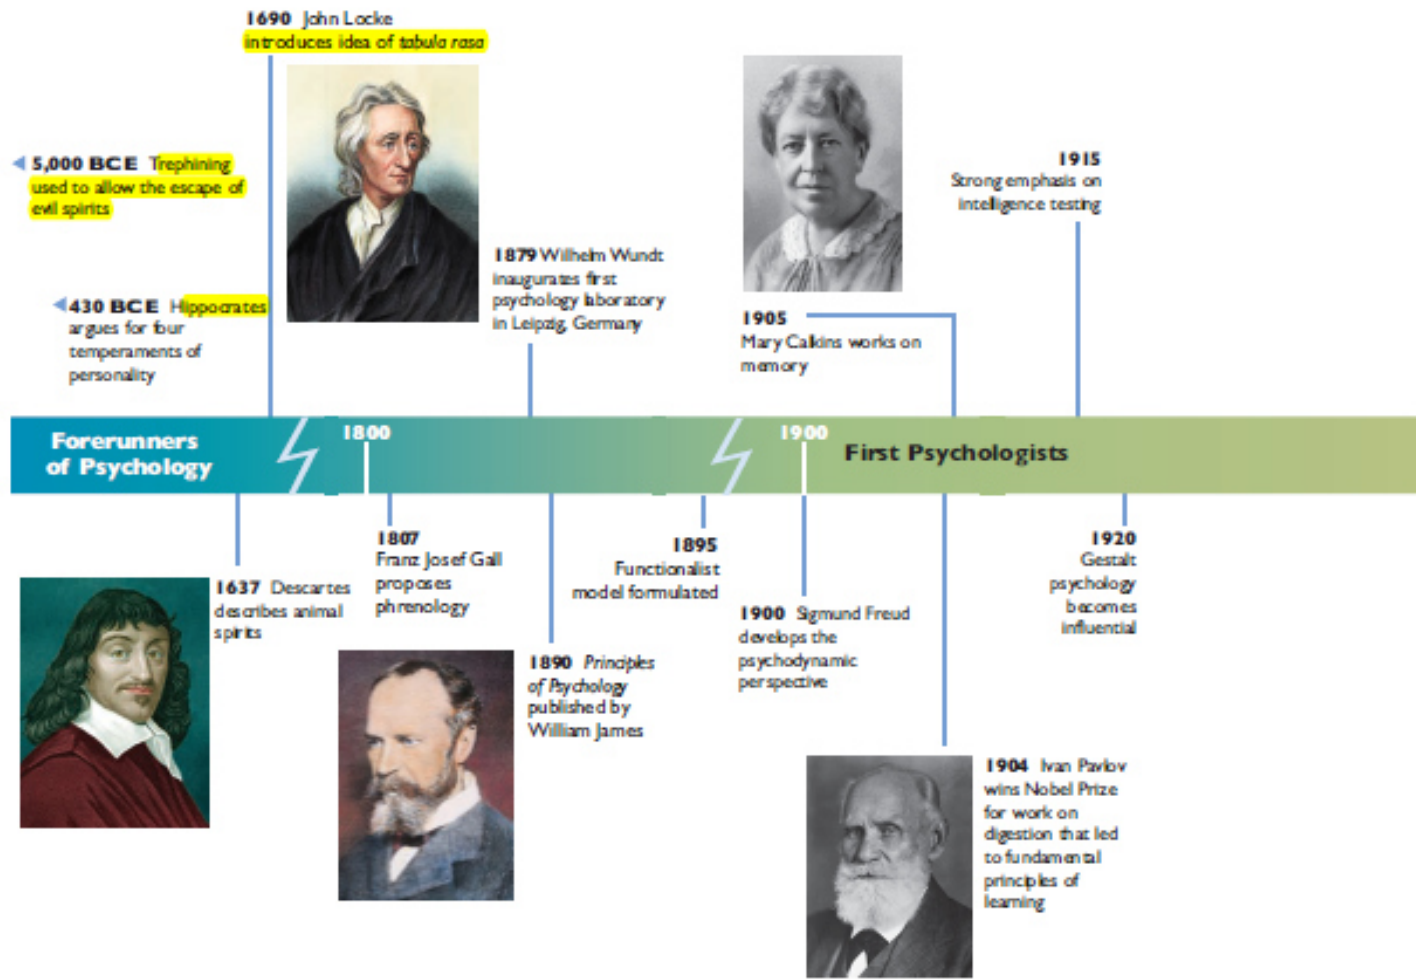 1690 John Locke
introduces idea of tabula rasa
5,000 BCE Trephining
used to allow the escape of
evil spirits
430 BCE Hippocrates
argues for four
temperaments of
personality
1879 Wilhelm Wundt
inaugurates first
psychology laboratory
in Leipzig, Germany
1905
Mary Calkins works on
memory
1915
Strong emphasis on
intelligence testing
Forerunners
of Psychology
1800
1900
First Psychologists
1637 Descartes
describes animal
spirits
1807
Franz Josef Gall
proposes
phrenology
1890 Principles
of Psychology
published by
William James
1895
Functionalist
model formulated
1900 Sigmund Freud
develops the
psychodynamic
perspective
1904 Ivan Pavlov
wins Nobel Prize
for work on
digestion that led
to fundamental
principles of
learning
1920
Gestalt
psychology
becomes
influential